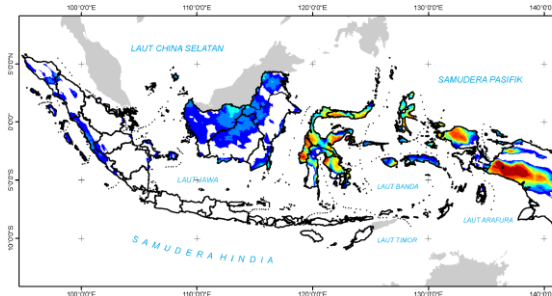 100°0'0"E 110°0'0"E 120°0'0"E 130°0'0"E 140°0'0"E
LAUT CHINA SELATAN
5°0'0"N
SAMUDERA PASIFIK
0°0'0"
LAUT JAWA
5°0'0"S
LAUT BANDA
LAUT ARAFURA
10°0'0"S
LAUT TIMOR
SAMUDERA HINDIA
100°0'0"E 110°0'0"E 120°0'0"E 130°0'0"E 140°0'0"E